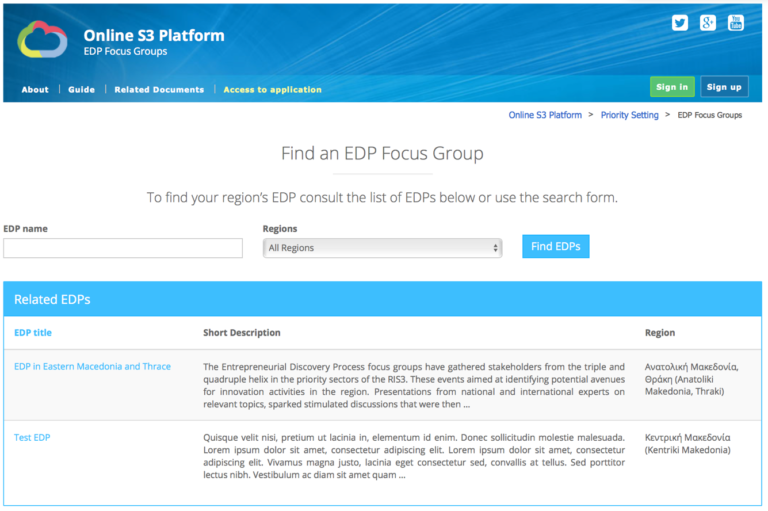 Online S3 Platform
EDP Focus Groups
You Tube
About
Guide
Related Documents
Access to application
Sign in
Sign up
Online S3 Platform > Priority Setting > EDP Focus Groups
Find an EDP Focus Group
To find your region's EDP consult the list of EDPs below or use the search form.
EDP name
Regions
All Regions
Find EDPs
Related EDPs
EDP title
Short Description
Region
EDP in Eastern Macedonia and Thrace
The Entrepreneurial Discovery Process focus groups have gathered stakeholders from the triple and
quadruple helix in the priority sectors of the RIS3. These events aimed at identifying potential avenues
for innovation activities in the region. Presentations from national and international experts on
relevant topics, sparked stimulated discussions that were then ...
Ανατολική Μακεδονία,
Θράκη (Anatoliki
Makedonia, Thraki)
Test EDP
Quisque velit nisi, pretium ut lacinia in, elementum id enim. Donec sollicitudin molestie malesuada.
Lorem ipsum dolor sit amet, consectetur adipiscing elit. Lorem ipsum dolor sit amet, consectetur
adipiscing elit. Vivamus magna justo, lacinia eget consectetur sed, convallis at tellus. Sed porttitor
lectus nibh. Vestibulum ac diam sit amet quam ...
Κεντρική Μακεδονία
(Kentriki Makedonia)